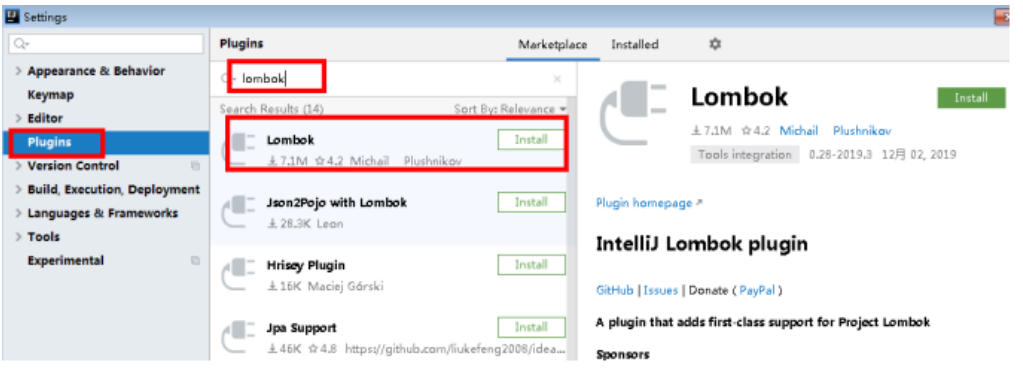 Settings
Plugins
Marketplace
Installed
Appearance & Behavior
Keymap
Editor
Plugins
Version Control
Build, Execution, Deployment
Languages & Frameworks
Tools
Experimental
lombok
Search Results (14)
Sort By: Relevance
Lombok
Install
7.1M 4.2 Michail Plushnikov
Json2Pojo with Lombok
Install
28.3K Leon
Hrisey Plugin
Install
16K Maciej Górski
Jpa Support
Install
46K 4.8 https://github.com/liukefeng2008/idea...
Lombok
Install
7.1M 4.2 Michail Plushnikov
Tools integration 0.28-2019.3 12月 02, 2019
Plugin homepage
IntelliJ Lombok plugin
GitHub | Issues | Donate ( PayPal )
A plugin that adds first-class support for Project Lombok
Sponsors